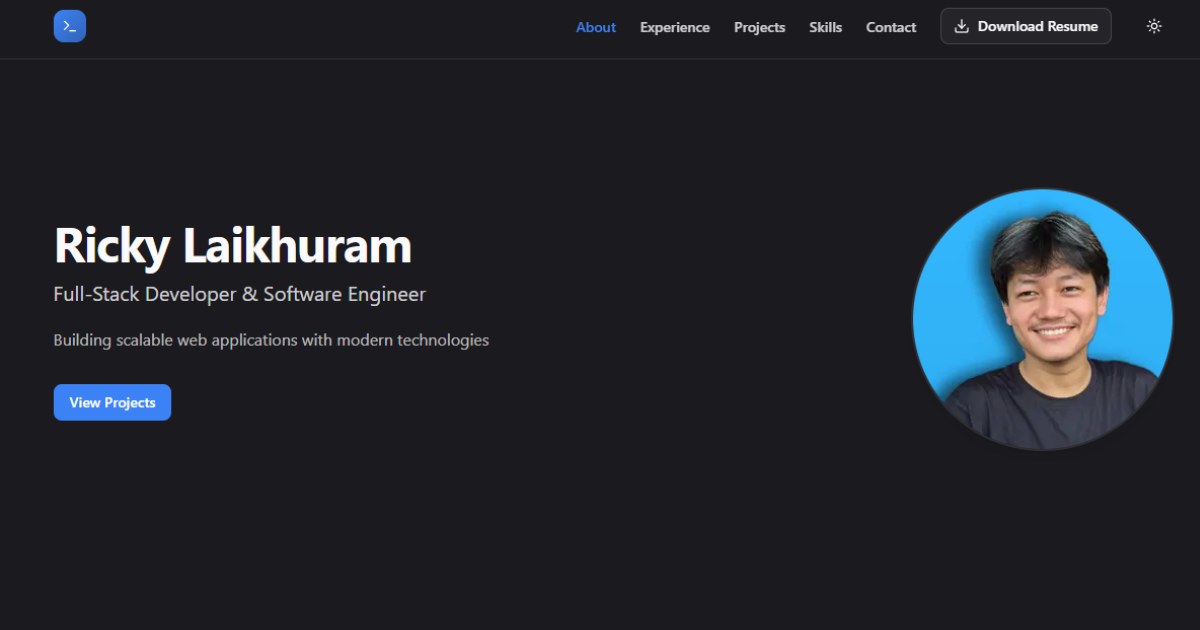 >_
About Experience Projects Skills Contact Download Resume
Ricky Laikhuram
Full-Stack Developer & Software Engineer
Building scalable web applications with modern technologies
View Projects